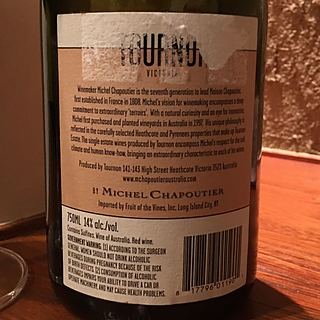 TOURNON
VICTORIA
Winemaker Michel Chapoutier is the seventh generation to lead Maison Chapoutier,
first established in France in 1808. Michel's vision for winemaking encompasses a deep
commitment to extraordinary 'terroirs'. With a natural curiosity and an eye for innovation,
Michel first purchased and planted vineyards in Australia in 1997. His unique philosophy is
reflected in the carefully selected Heathcote and Pyrenees properties that make up Tournon
Estate. The single estate wines produced by Tournon encompass Michel's respect for the soil,
climate and human know-how, bringing an extraordinary characteristic to each of his wines.
Produced by Tournon 141-143 High Street Heathcote Victoria 3523 Australia
www.mchapoutieraustralia.com
BY MICHEL CHAPOUTIER
Imported by Fruit of the Vines, Inc. Long Island City, NY
750ML 14% alc./vol.
Contains Sulfites. Wine of Australia. Red wine.
GOVERNMENT WARNING: (1) ACCORDING TO THE SURGEON
GENERAL, WOMEN SHOULD NOT DRINK ALCOHOLIC
BEVERAGES DURING PREGNANCY BECAUSE OF THE RISK
OF BIRTH DEFECTS. (2) CONSUMPTION OF ALCOHOLIC
BEVERAGES IMPAIRS YOUR ABILITY TO DRIVE A CAR OR
OPERATE MACHINERY AND MAY CAUSE HEALTH PROBLEMS.